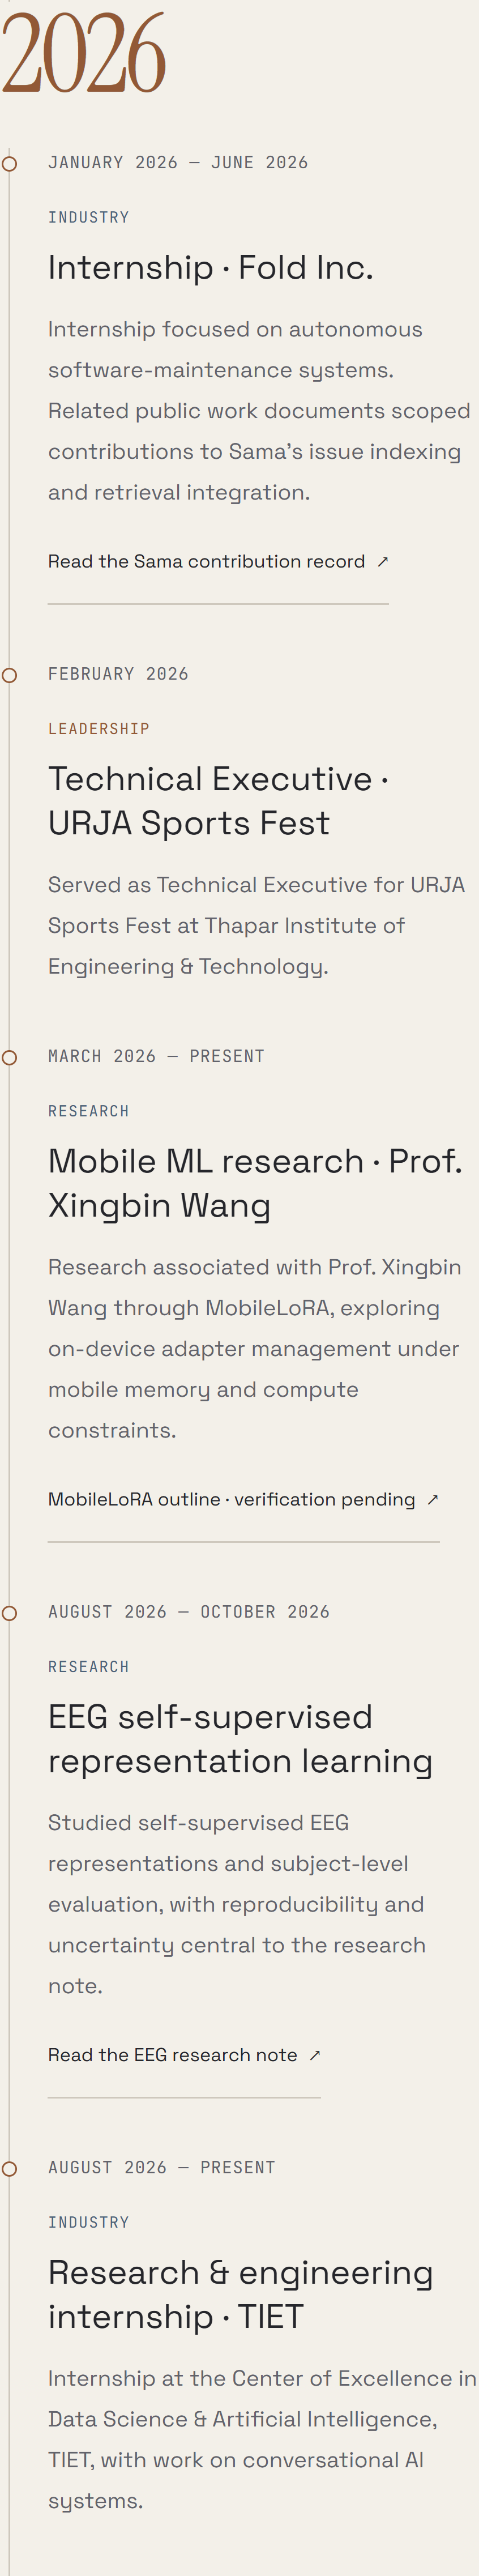 2026
JANUARY 2026 — JUNE 2026
INDUSTRY
Internship · Fold Inc.
Internship focused on autonomous
software-maintenance systems.
Related public work documents scoped
contributions to Sama’s issue indexing
and retrieval integration.
Read the Sama contribution record ↗
FEBRUARY 2026
LEADERSHIP
Technical Executive ·
URJA Sports Fest
Served as Technical Executive for URJA
Sports Fest at Thapar Institute of
Engineering & Technology.
MARCH 2026 — PRESENT
RESEARCH
Mobile ML research · Prof.
Xingbin Wang
Research associated with Prof. Xingbin
Wang through MobileLoRA, exploring
on-device adapter management under
mobile memory and compute
constraints.
MobileLoRA outline · verification pending ↗
AUGUST 2026 — OCTOBER 2026
RESEARCH
EEG self-supervised
representation learning
Studied self-supervised EEG
representations and subject-level
evaluation, with reproducibility and
uncertainty central to the research
note.
Read the EEG research note ↗
AUGUST 2026 — PRESENT
INDUSTRY
Research & engineering
internship · TIET
Internship at the Center of Excellence in
Data Science & Artificial Intelligence,
TIET, with work on conversational AI
systems.